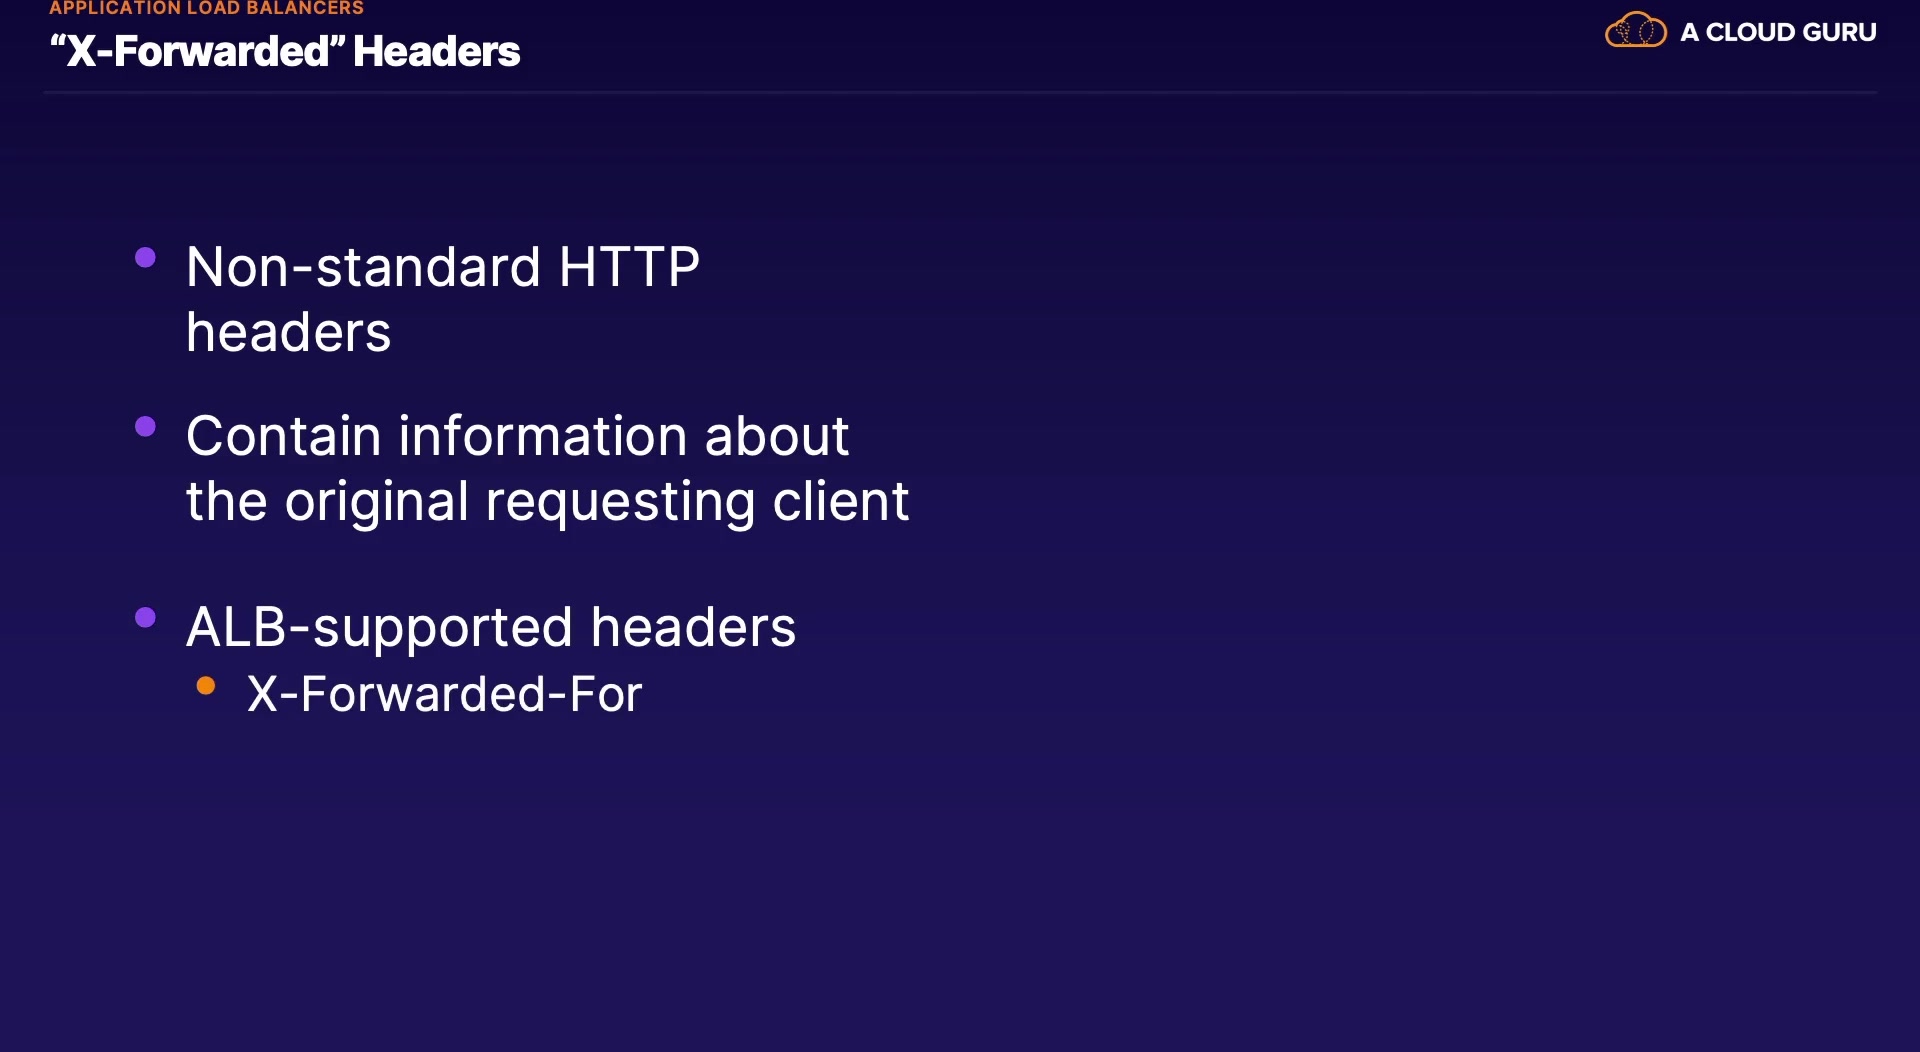 APPLICATION LOAD BALANCERS
“X-Forwarded” Headers
A CLOUD GURU
Non-standard HTTP
headers
Contain information about
the original requesting client
ALB-supported headers
X-Forwarded-For